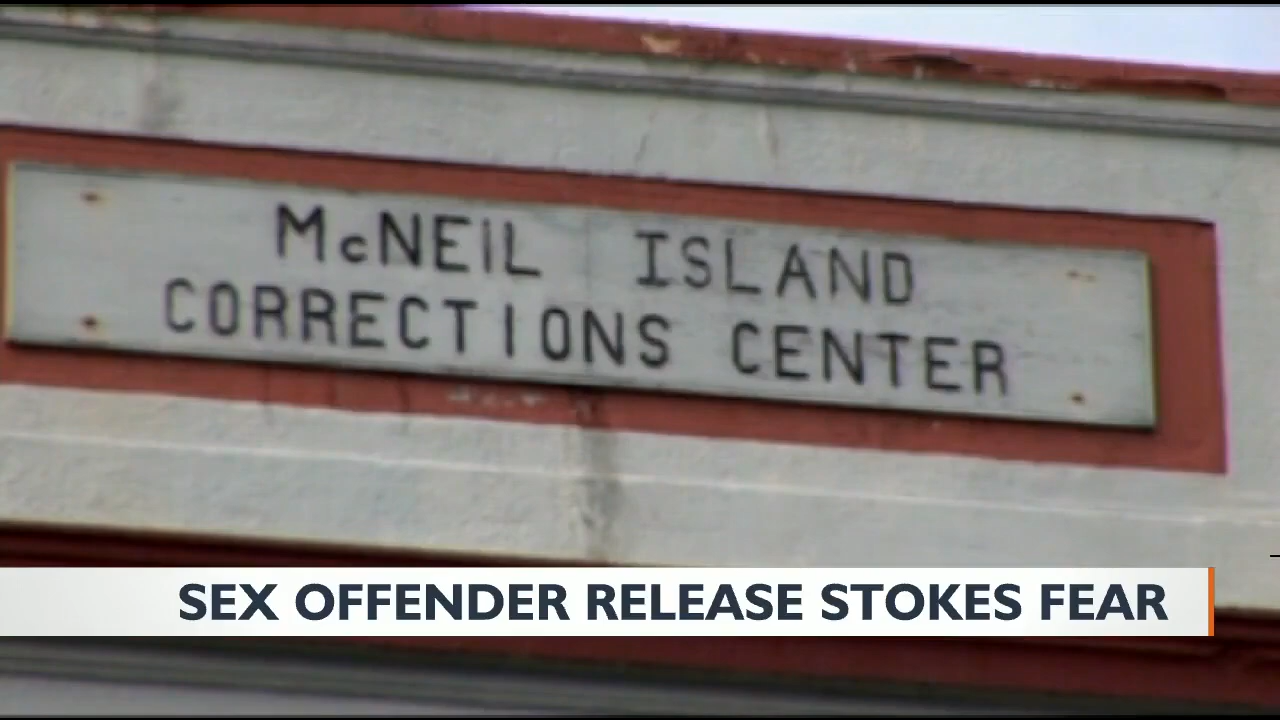 McNEiL ISLAND
CORRECTIONS CENTER
SEX OFFENDER RELEASE STOKES FEAR